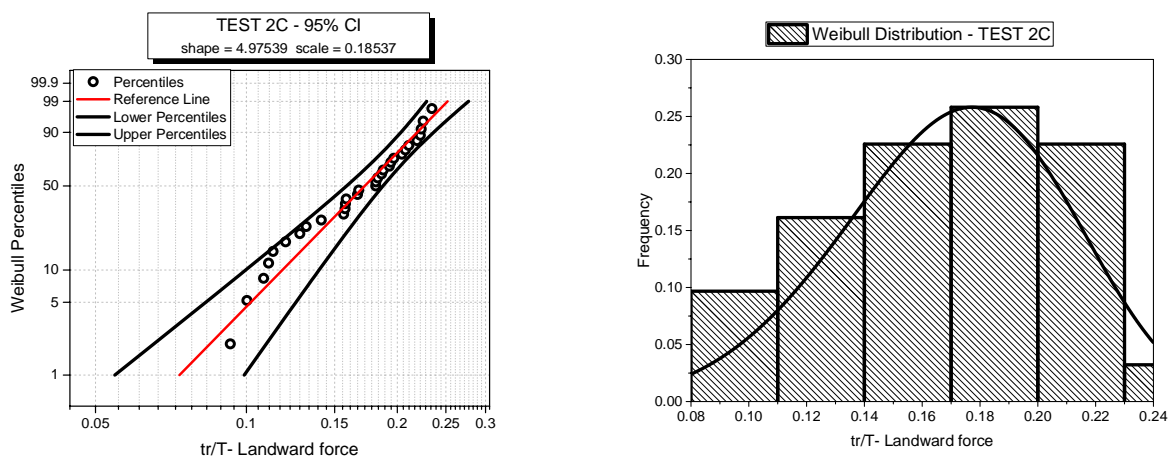 TEST 2C - 95% CI
shape = 4.97539 scale = 0.18537
Percentiles
Reference Line
Lower Percentiles
Upper Percentiles
99.9
99
90
50
10
5
1
Weibull Percentiles
0.05 0.1 0.15 0.2 0.25 0.3
tr/T- Landward force
Weibull Distribution - TEST 2C
0.30
0.25
0.20
0.15
0.10
0.05
0.00
Frequency
0.08 0.10 0.12 0.14 0.16 0.18 0.20 0.22 0.24
tr/T- Landward force